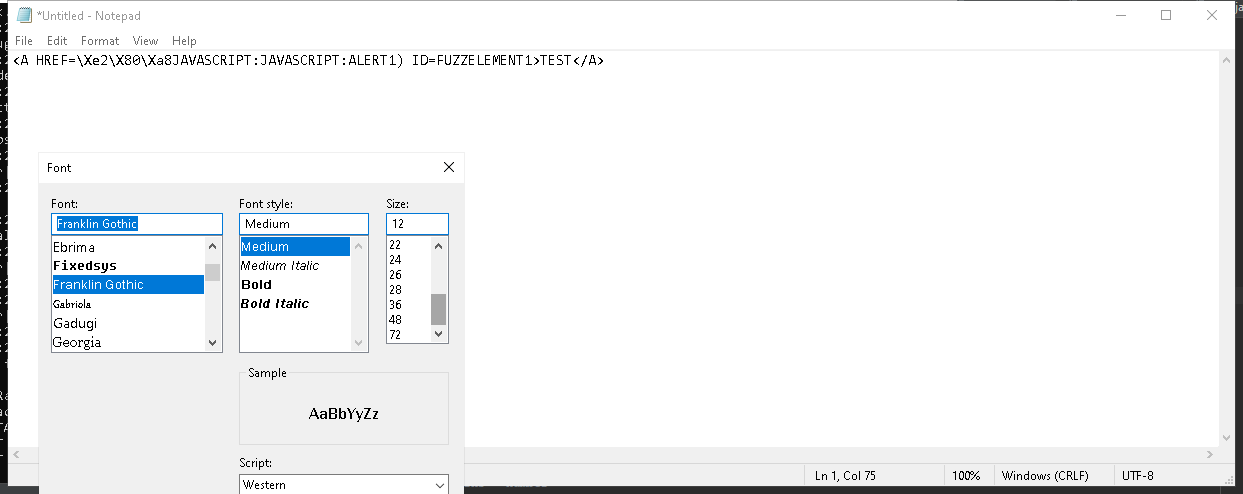 *Untitled - Notepad
File Edit Format View Help
<A HREF=\Xe2\X80\Xa8JAVASCRIPT:JAVASCRIPT:ALERT1) ID=FUZZELEMENT1>TEST</A>
Font
Font: Font style: Size:
Franklin Gothic Medium 12
Ebrima Medium 22
Fixedsys Medium Italic 24
Franklin Gothic Bold 26
Gabriola Bold Italic 28
Gadugi 36
Georgia 48
72
Sample
AaBbYyZz
Script:
Western
Ln 1, Col 75 100% Windows (CRLF) UTF-8